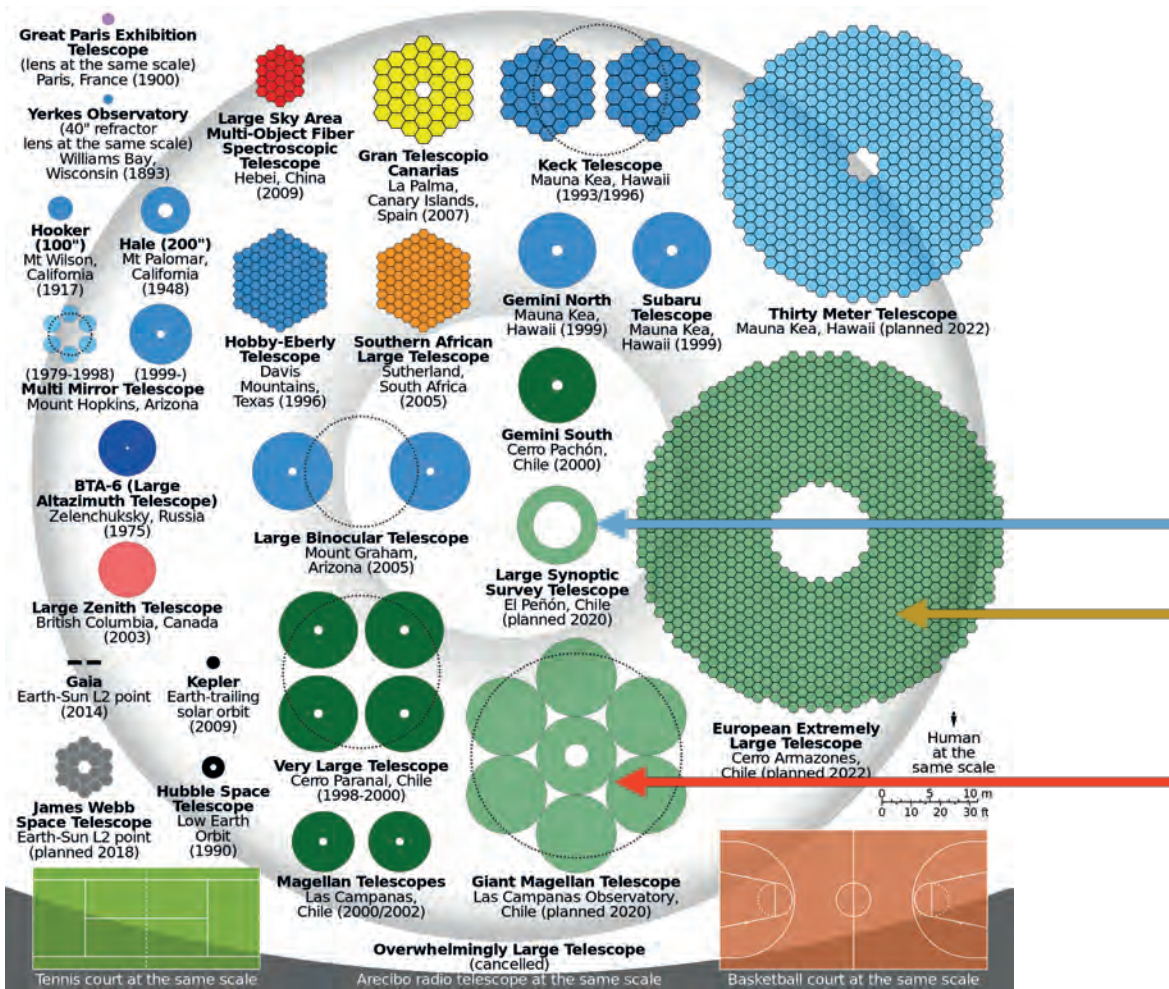 Great Paris Exhibition
Telescope
(lens at the same scale)
Paris, France (1900)
Yerkes Observatory
(40" refractor
lens at the same scale)
Williams Bay,
Wisconsin (1893)
Hooker
(100")
Mt Wilson,
California
(1917)
Hale (200")
Mt Palomar,
California
(1948)
(1979-1998)
(1999-)
Multi Mirror Telescope
Mount Hopkins, Arizona
BTA-6 (Large
Altazimuth Telescope)
Zelenchuksky, Russia
(1975)
Large Zenith Telescope
British Columbia, Canada
(2003)
Gaia
Earth-Sun L2 point
(2014)
Kepler
Earth-trailing
solar orbit
(2009)
James Webb
Space Telescope
Earth-Sun L2 point
(planned 2018)
Hubble Space
Telescope
Low Earth
Orbit
(1990)
Large Sky Area
Multi-Object Fiber
Spectroscopic
Telescope
Hebei, China
(2009)
Gran Telescopio
Canarias
La Palma,
Canary Islands,
Spain (2007)
Keck Telescope
Mauna Kea, Hawaii
(1993/1996)
Hobby-Eberly
Telescope
Davis
Mountains,
Texas (1996)
Southern African
Large Telescope
Sutherland,
South Africa
(2005)
Gemini North
Mauna Kea,
Hawaii (1999)
Subaru
Telescope
Mauna Kea,
Hawaii (1999)
Thirty Meter Telescope
Mauna Kea, Hawaii (planned 2022)
Gemini South
Cerro Pachón,
Chile (2000)
Large Binocular Telescope
Mount Graham,
Arizona (2005)
Large Synoptic
Survey Telescope
El Peñón, Chile
(planned 2020)
Very Large Telescope
Cerro Paranal, Chile
(1998-2000)
Magellan Telescopes
Las Campanas,
Chile (2000/2002)
Giant Magellan Telescope
Las Campanas Observatory,
Chile (planned 2020)
European Extremely
Large Telescope
Cerro Armazones,
Chile (planned 2022)
Human
at the
same scale
0 5 10 m
0 10 20 30 ft
Overwhelmingly Large Telescope
(cancelled)
Tennis court at the same scale
Arecibo radio telescope at the same scale
Basketball court at the same scale